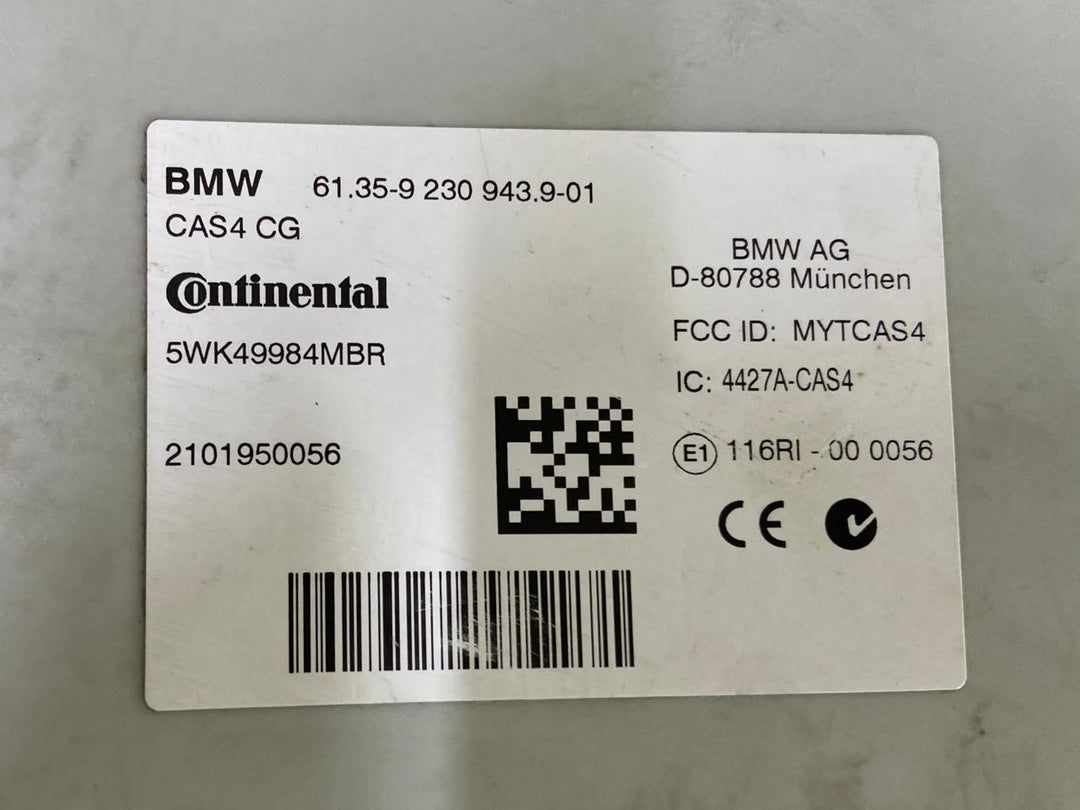 BMW 61.35-9 230 943.9-01
CAS4 CG
Continental
5WK49984MBR
2101950056
BMW AG
D-80788 München
FCC ID: MYTCAS4
IC: 4427A-CAS4
E1 116RI - 00 0056
CE